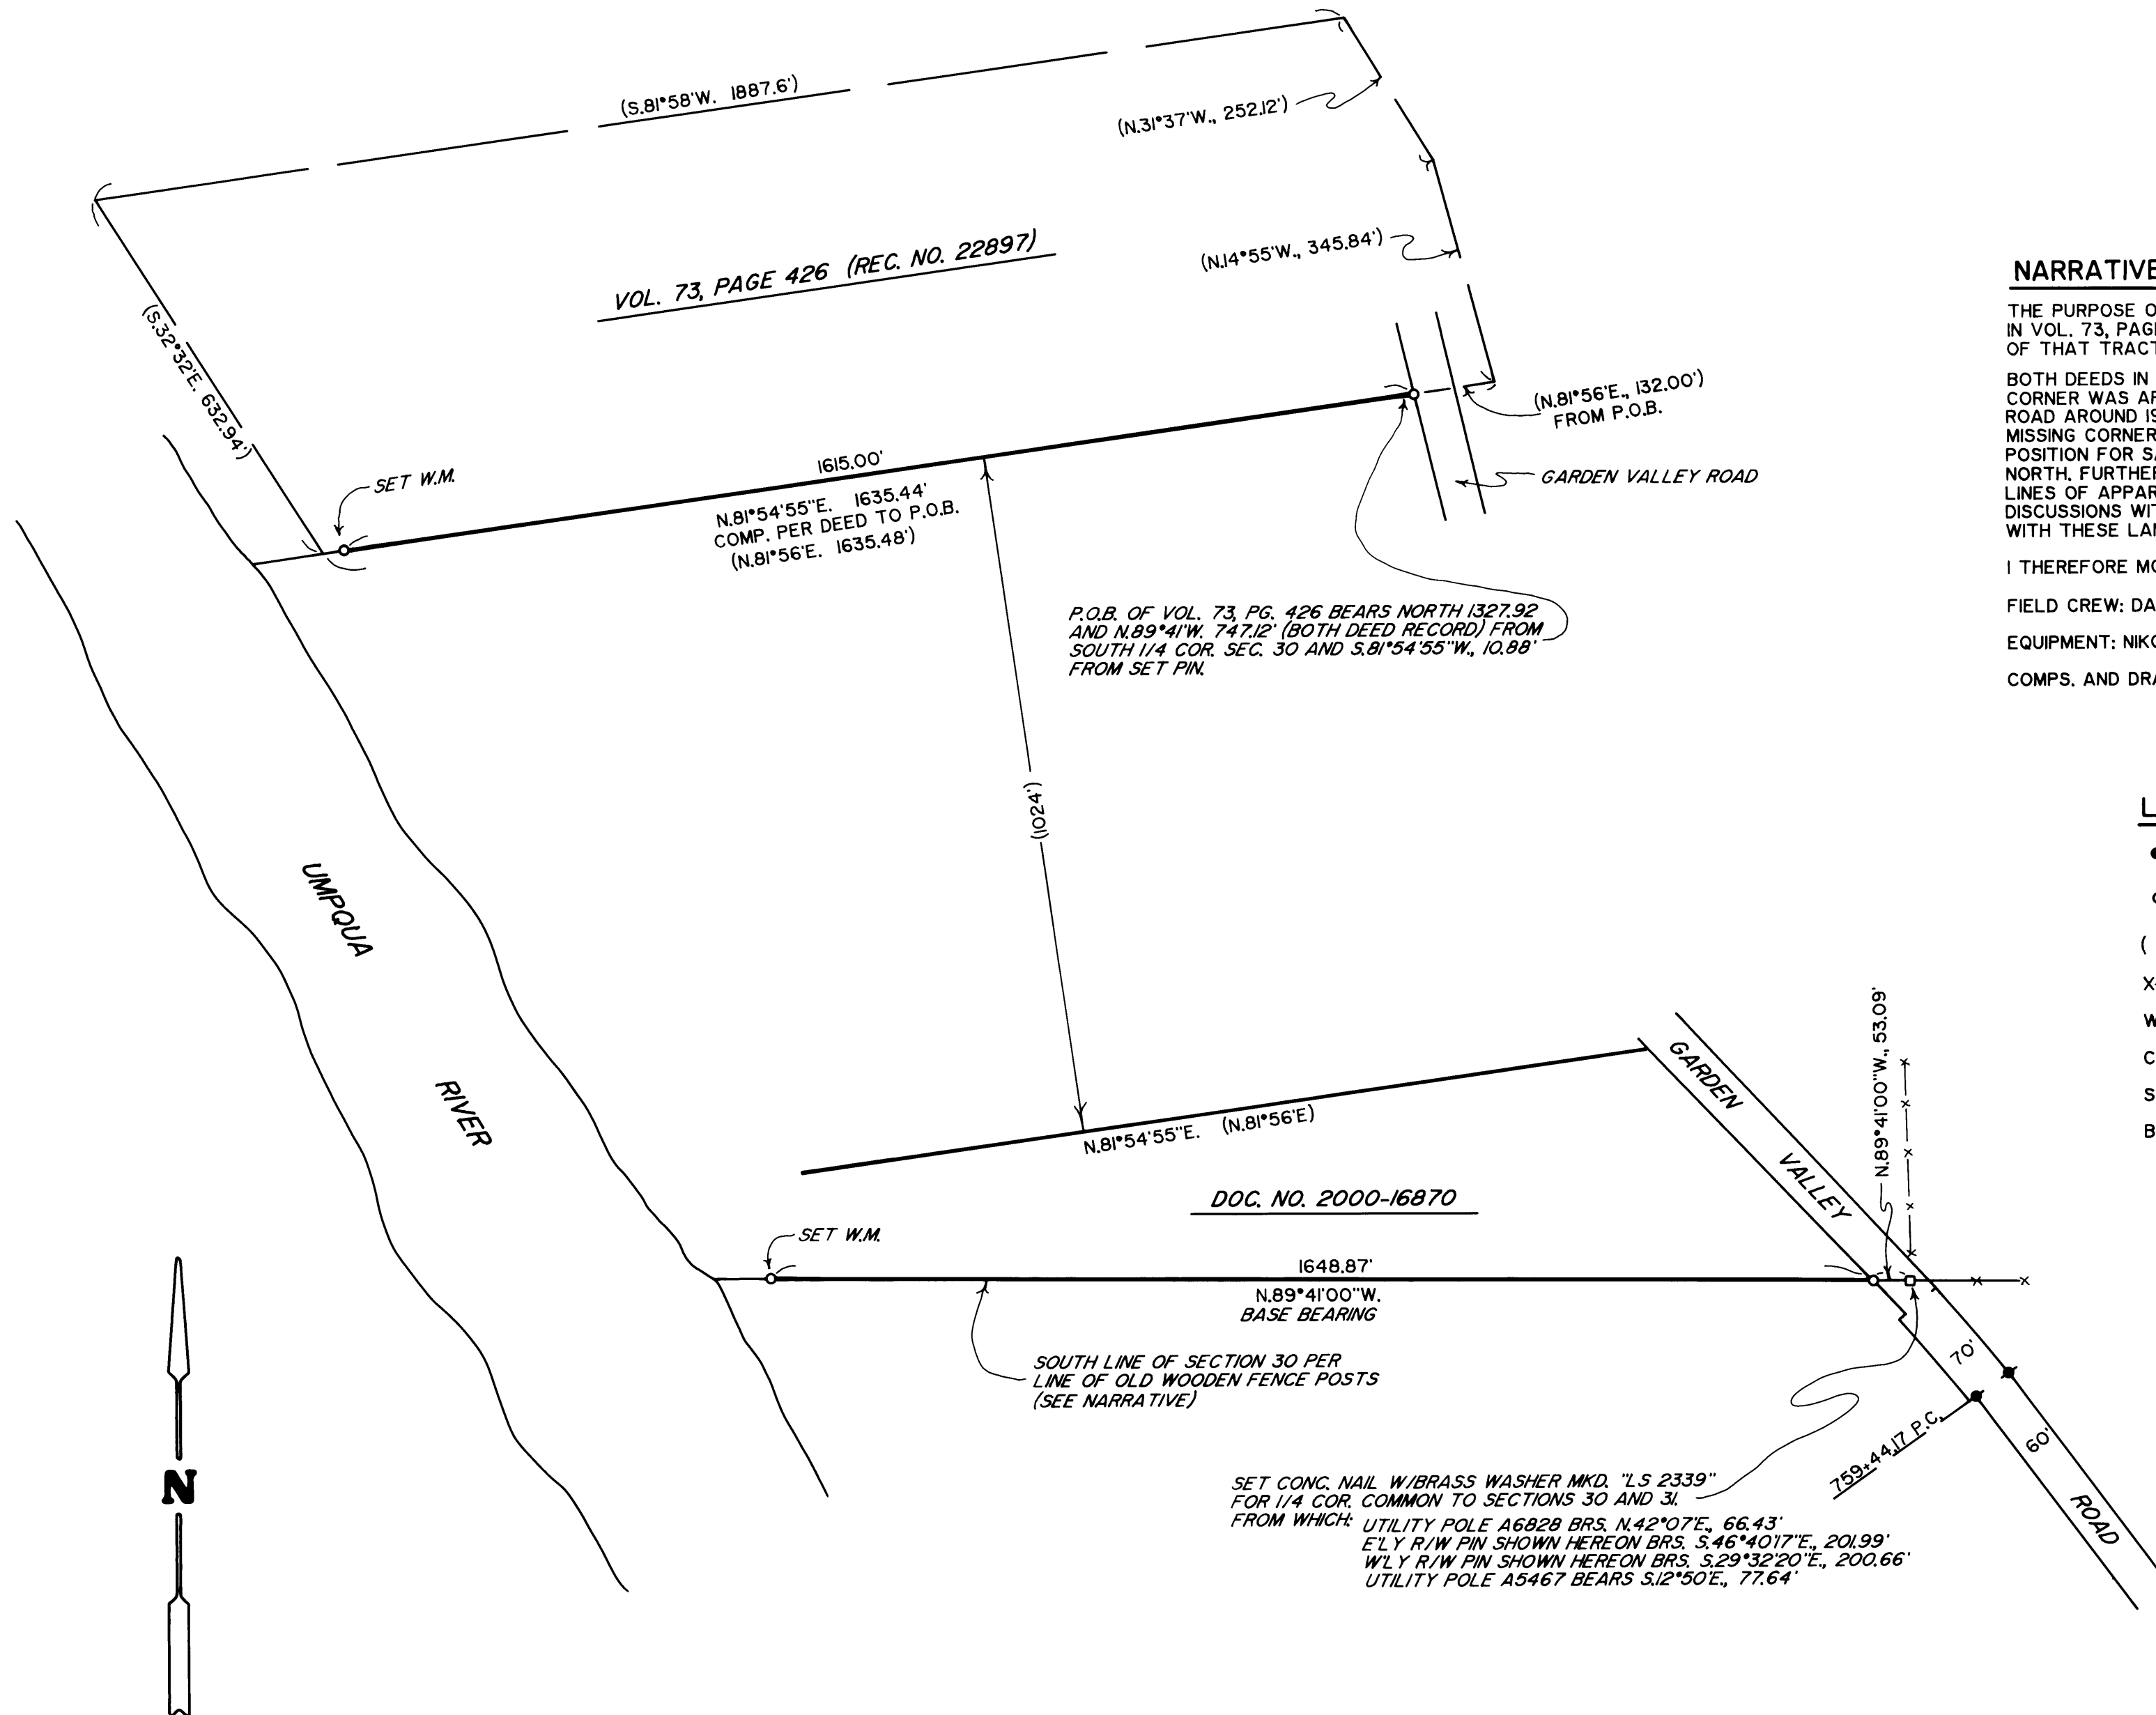 (S.81°58'W. 1887.6')
(N.31°37'W., 252.12')
(N.14°55'W., 345.84')
VOL. 73, PAGE 426 (REC. NO. 22897)
(S.32°32'E. 632.94')
(N.81°56'E., 132.00')
FROM P.O.B.
GARDEN VALLEY ROAD
SET W.M.
1615.00'
N.81°54'55"E. 1635.44'
COMP. PER DEED TO P.O.B.
(N.81°56'E. 1635.48')
P.O.B. OF VOL. 73, PG. 426 BEARS NORTH 1327.92
AND N.89°41'W. 747.12' (BOTH DEED RECORD) FROM
SOUTH 1/4 COR. SEC. 30 AND S.81°54'55"W., 10.88'
FROM SET PIN.
(1024')
UMPQUA
RIVER
N.81°54'55"E. (N.81°56'E)
DOC. NO. 2000-16870
GARDEN
VALLEY
ROAD
N.89°41'00"W., 53.09'
SET W.M.
1648.87'
N.89°41'00"W.
BASE BEARING
SOUTH LINE OF SECTION 30 PER
LINE OF OLD WOODEN FENCE POSTS
(SEE NARRATIVE)
70'
60'
759+44.17 P.C.
SET CONC. NAIL W/BRASS WASHER MKD. "LS 2339"
FOR 1/4 COR. COMMON TO SECTIONS 30 AND 31.
FROM WHICH: UTILITY POLE A6828 BRS. N.42°07'E., 66.43'
E'LY R/W PIN SHOWN HEREON BRS. S.46°40'17"E., 201.99'
W'LY R/W PIN SHOWN HEREON BRS. S.29°32'20"E., 200.66'
UTILITY POLE A5467 BEARS S.12°50'E., 77.64'
N
NARRATIVE
THE PURPOSE O
IN VOL. 73, PAG
OF THAT TRACT
BOTH DEEDS IN
CORNER WAS AP
ROAD AROUND 19
MISSING CORNER
POSITION FOR SA
NORTH. FURTHE
LINES OF APPAR
DISCUSSIONS WIT
WITH THESE LA
I THEREFORE MO
FIELD CREW: DA
EQUIPMENT: NIKO
COMPS. AND DRA
L
(
X
W
C
S
B